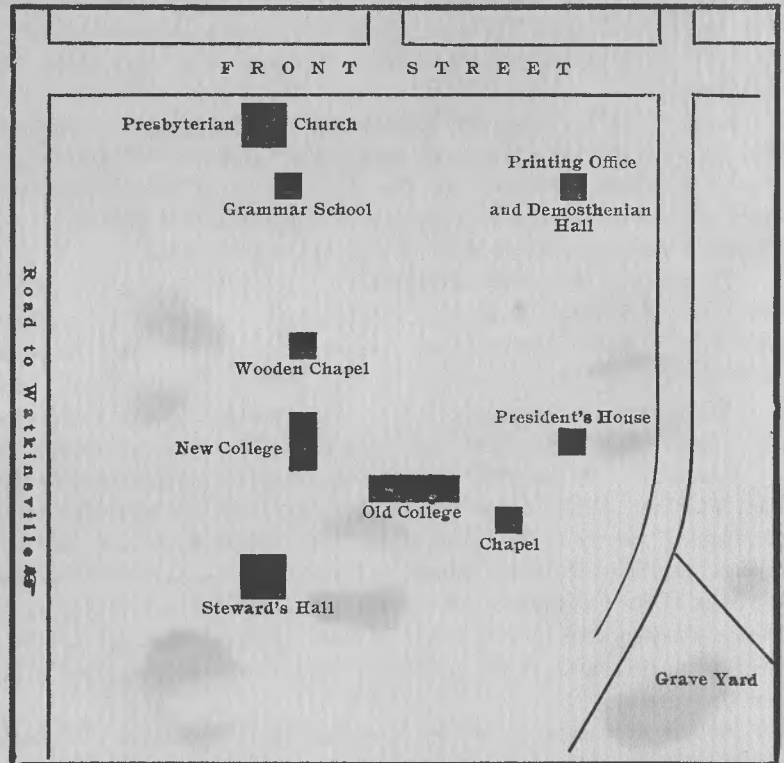 FRONT STREET
Presbyterian Church
Printing Office
and Demosthenian
Hall
Grammar School
Road to Watkinsville
Wooden Chapel
President's House
New College
Old College
Chapel
Steward's Hall
Grave Yard